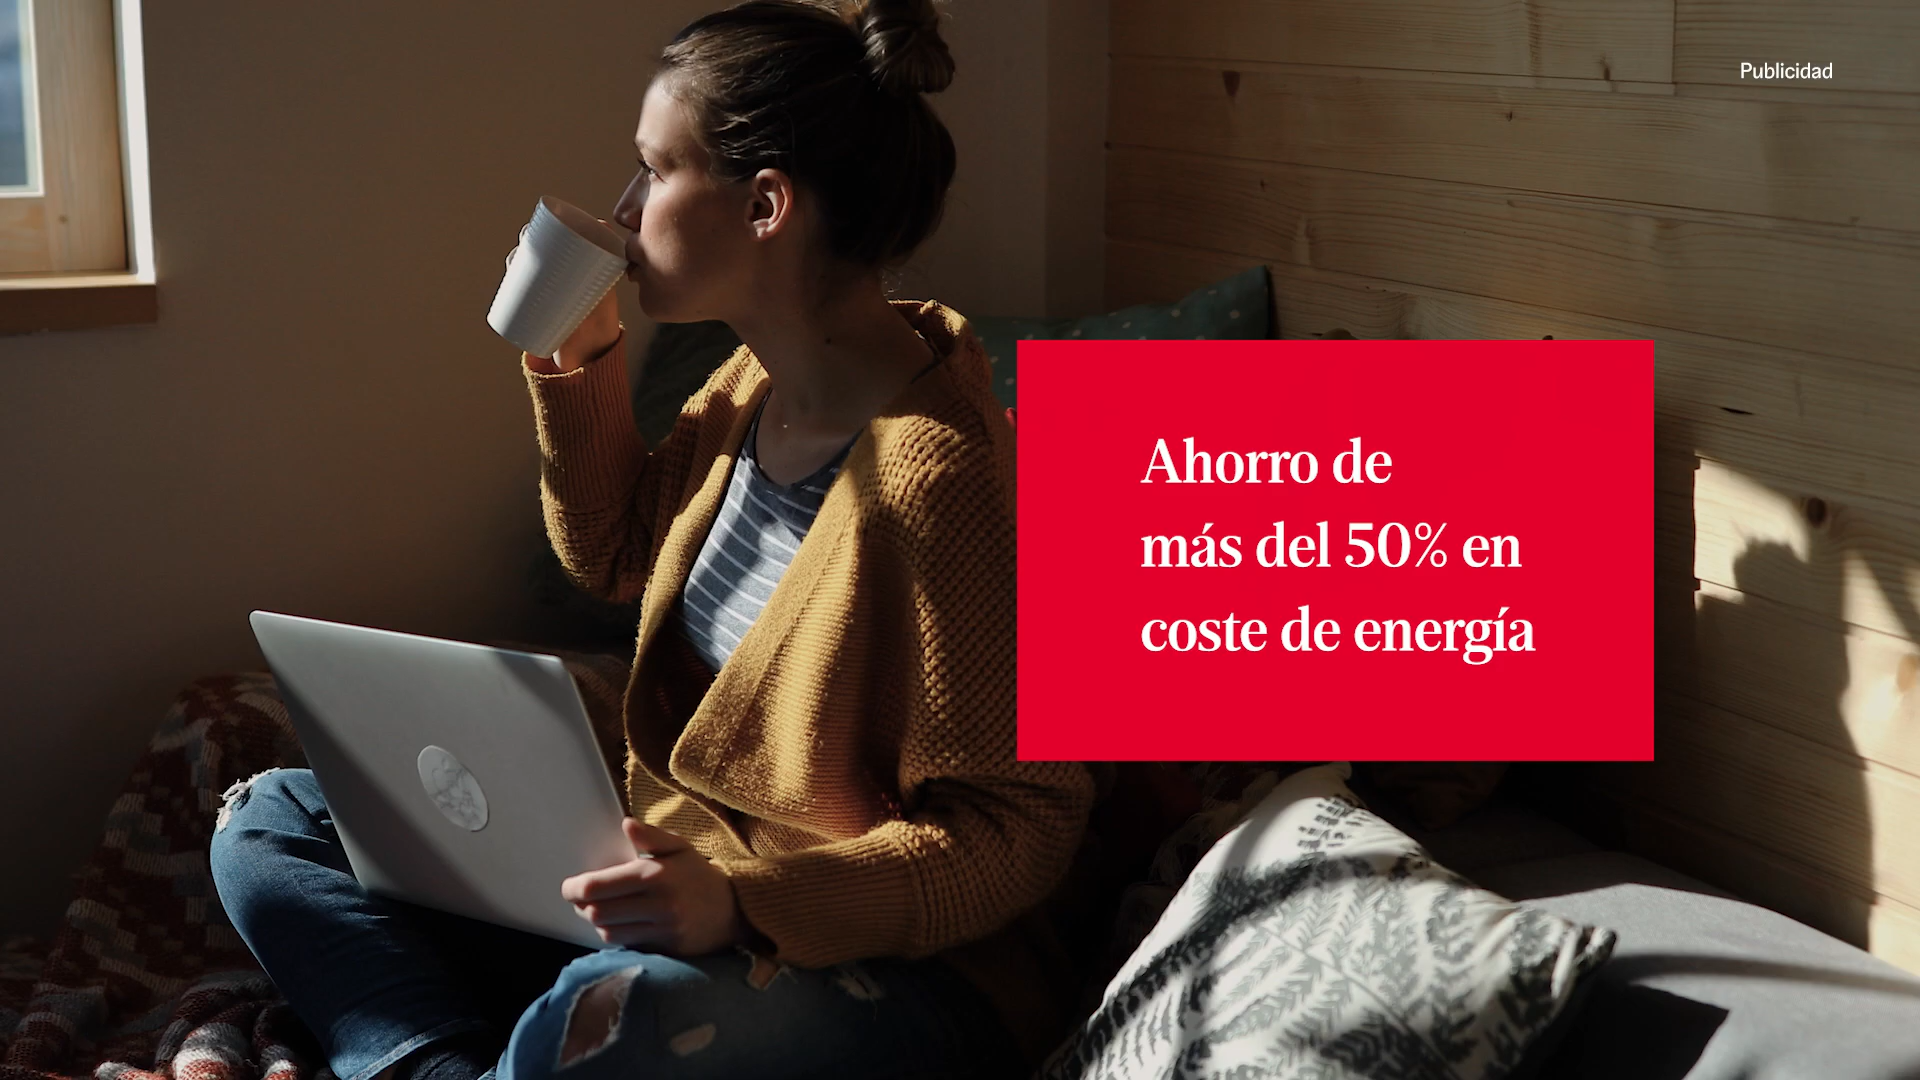 Publicidad
Ahorro de
más del 50% en
coste de energía